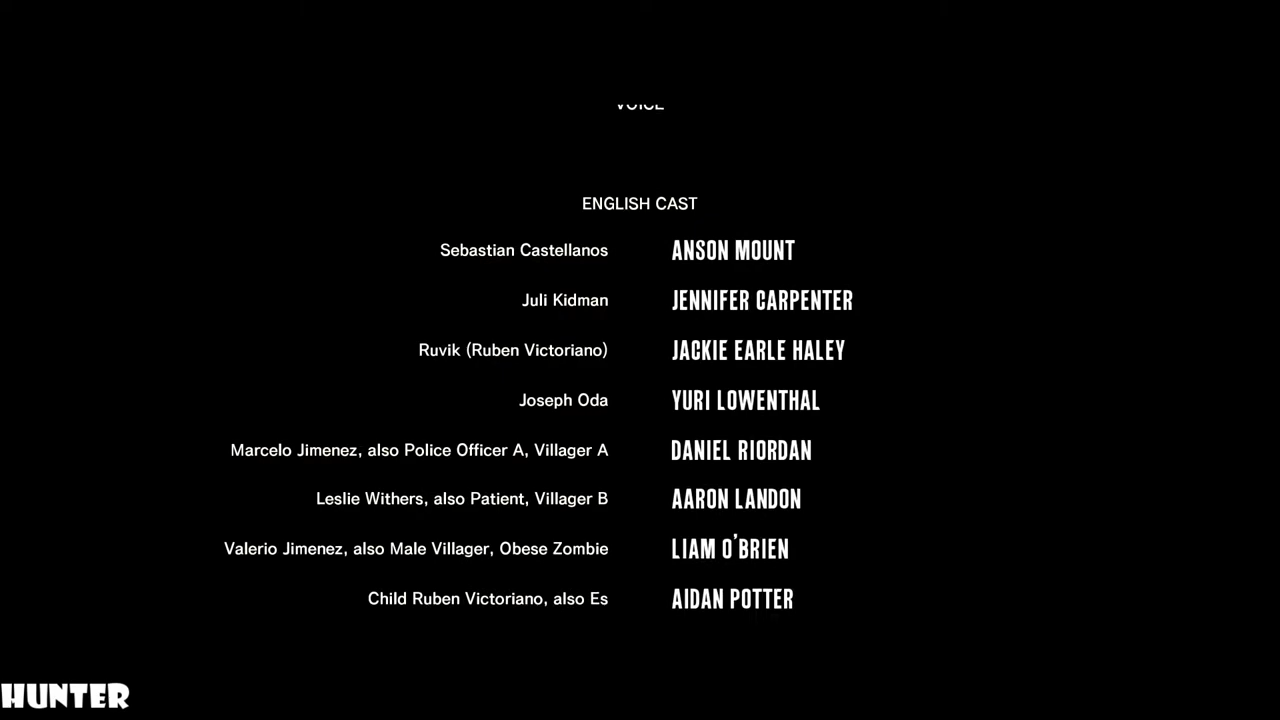 VOICE
ENGLISH CAST
Sebastian Castellanos ANSON MOUNT
Juli Kidman JENNIFER CARPENTER
Ruvik (Ruben Victoriano) JACKIE EARLE HALEY
Joseph Oda YURI LOWENTHAL
Marcelo Jimenez, also Police Officer A, Villager A DANIEL RIORDAN
Leslie Withers, also Patient, Villager B AARON LANDON
Valerio Jimenez, also Male Villager, Obese Zombie LIAM O'BRIEN
Child Ruben Victoriano, also Es AIDAN POTTER
HUNTER